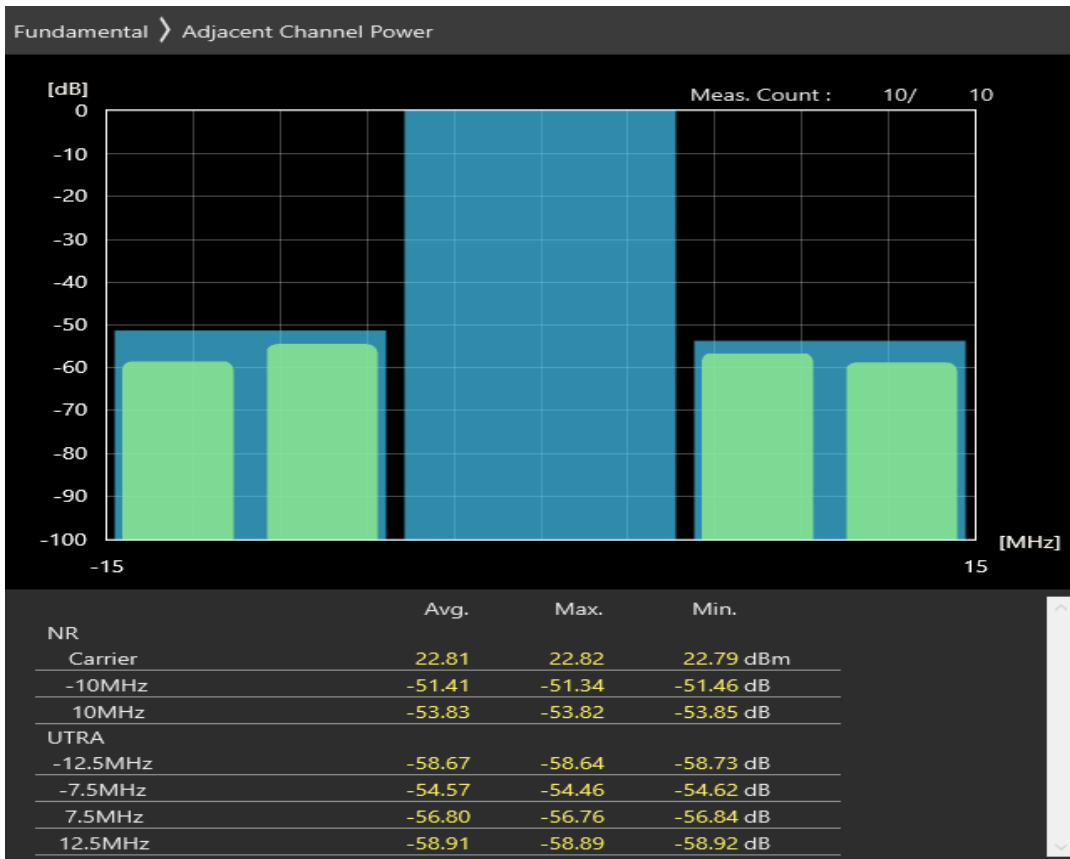 Fundamental 〉 Adjacent Channel Power
[dB]
Meas. Count : 10/ 10
0
-10
-20
-30
-40
-50
-60
-70
-80
-90
-100
[MHz]
-15 15
Avg. Max. Min.
NR
Carrier 22.81 22.82 22.79 dBm
-10MHz -51.41 -51.34 -51.46 dB
10MHz -53.83 -53.82 -53.85 dB
UTRA
-12.5MHz -58.67 -58.64 -58.73 dB
-7.5MHz -54.57 -54.46 -54.62 dB
7.5MHz -56.80 -56.76 -56.84 dB
12.5MHz -58.91 -58.89 -58.92 dB